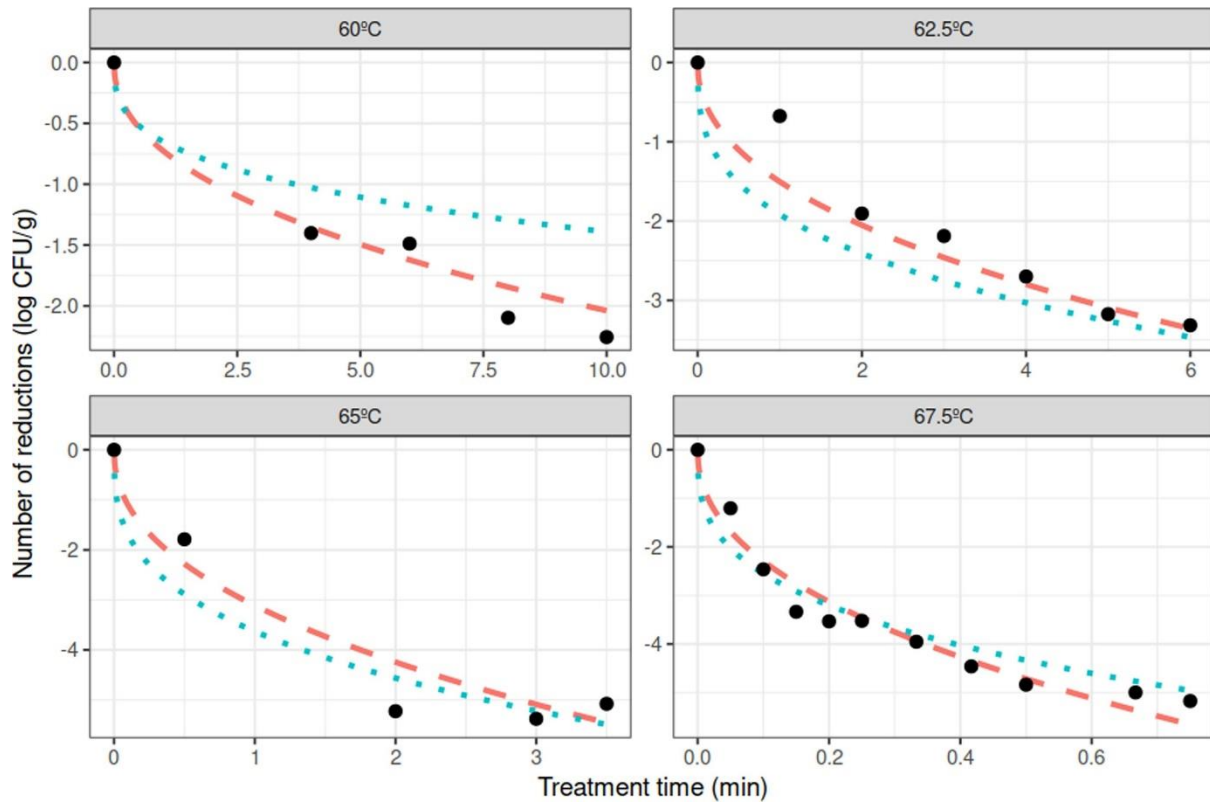 60ºC
62.5ºC
0.0
-0.5
-1.0
-1.5
-2.0
0
-1
-2
-3
0.0 2.5 5.0 7.5 10.0
0 2 4 6
65ºC
67.5ºC
0
-2
-4
0
-2
-4
0 1 2 3
0.0 0.2 0.4 0.6
Number of reductions (log CFU/g)
Treatment time (min)